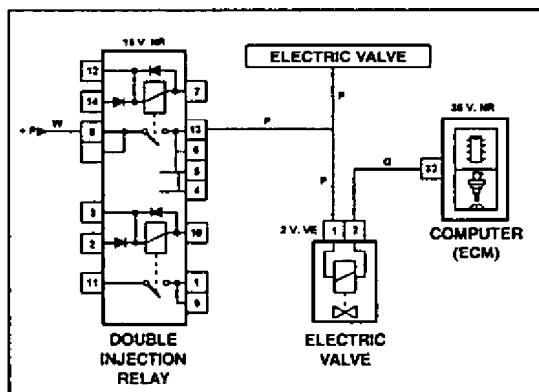 15 V. NR
12
14
8
7
13
6
5
4
3
2
11
10
1
9
+ P
W
DOUBLE
INJECTION
RELAY
P
ELECTRIC VALVE
P
P
G
2 V. VE
1
2
ELECTRIC
VALVE
35 V. NR
33
COMPUTER
(ECM)